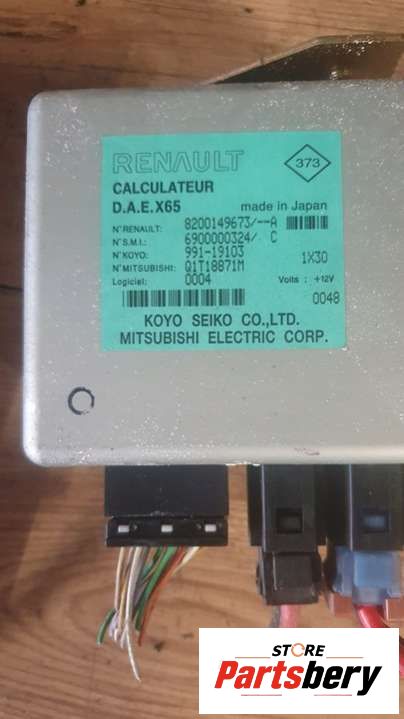 RENAULT
373
CALCULATEUR
D.A.E.X65 made in Japan
N°RENAULT: 8200149673/--A
N°S.M.I.: 6900000324/ C
N°KOYO: 991-19103 1X30
N°MITSUBISHI: Q1T18871M
Logiciel: 0004 Volts : +12V
0048
KOYO SEIKO CO.,LTD.
MITSUBISHI ELECTRIC CORP.
STORE
Partsbery